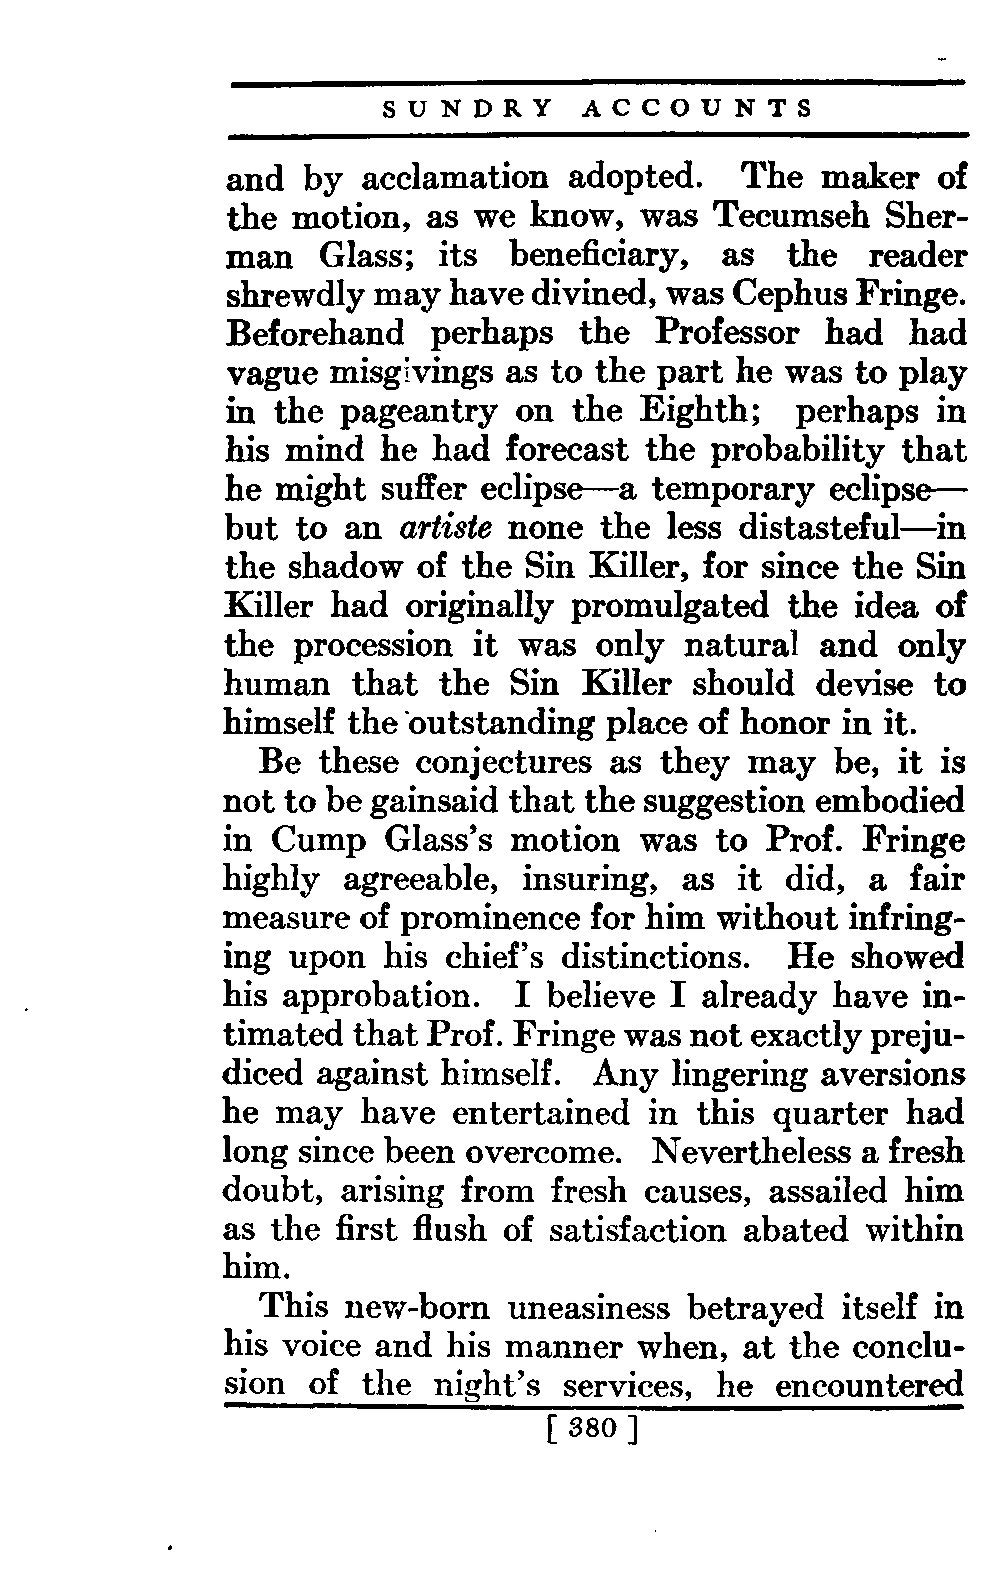 SUNDRY ACCOUNTS
and by acclamation adopted. The maker of
the motion, as we know, was Tecumseh Sher-
man Glass; its beneficiary, as the reader
shrewdly may have divined, was Cephus Fringe.
Beforehand perhaps the Professor had had
vague misgivings as to the part he was to play
in the pageantry on the Eighth; perhaps in
his mind he had forecast the probability that
he might suffer eclipse—a temporary eclipse—
but to an artiste none the less distasteful—in
the shadow of the Sin Killer, for since the Sin
Killer had originally promulgated the idea of
the procession it was only natural and only
human that the Sin Killer should devise to
himself the outstanding place of honor in it.
Be these conjectures as they may be, it is
not to be gainsaid that the suggestion embodied
in Cump Glass's motion was to Prof. Fringe
highly agreeable, insuring, as it did, a fair
measure of prominence for him without infring-
ing upon his chief's distinctions. He showed
his approbation. I believe I already have in-
timated that Prof. Fringe was not exactly preju-
diced against himself. Any lingering aversions
he may have entertained in this quarter had
long since been overcome. Nevertheless a fresh
doubt, arising from fresh causes, assailed him
as the first flush of satisfaction abated within
him.
This new-born uneasiness betrayed itself in
his voice and his manner when, at the conclu-
sion of the night's services, he encountered
[ 380 ]